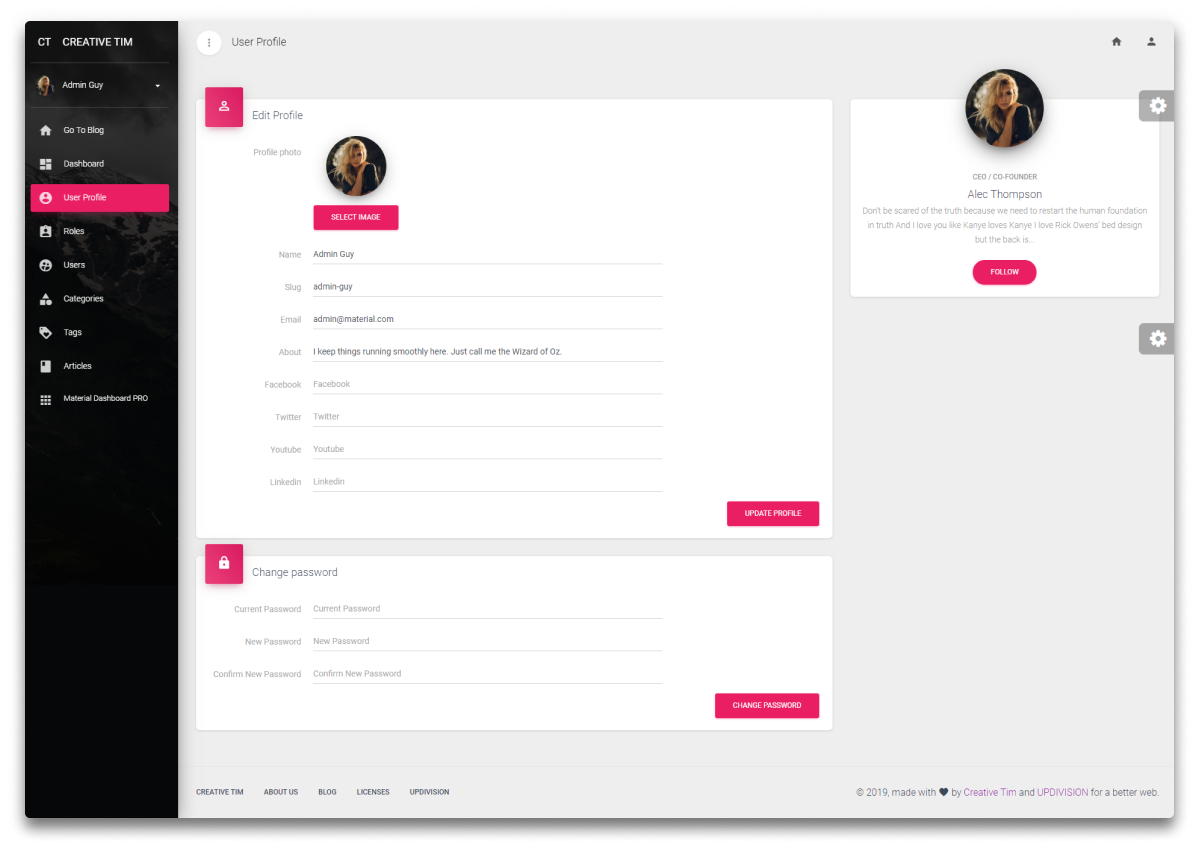 CT CREATIVE TIM
Admin Guy
Go To Blog
Dashboard
User Profile
Roles
Users
Categories
Tags
Articles
Material Dashboard PRO
User Profile
Edit Profile
Profile photo
SELECT IMAGE
Name Admin Guy
Slug admin-guy
Email admin@material.com
About I keep things running smoothly here. Just call me the Wizard of Oz.
Facebook Facebook
Twitter Twitter
Youtube Youtube
Linkedin Linkedin
UPDATE PROFILE
Change password
Current Password Current Password
New Password New Password
Confirm New Password Confirm New Password
CHANGE PASSWORD
CEO / CO-FOUNDER
Alec Thompson
Don't be scared of the truth because we need to restart the human foundation
in truth And I love you like Kanye loves Kanye I love Rick Owens' bed design
but the back is...
FOLLOW
CREATIVE TIM ABOUT US BLOG LICENSES UPDIVISION
© 2019, made with ♥ by Creative Tim and UPDIVISION for a better web.